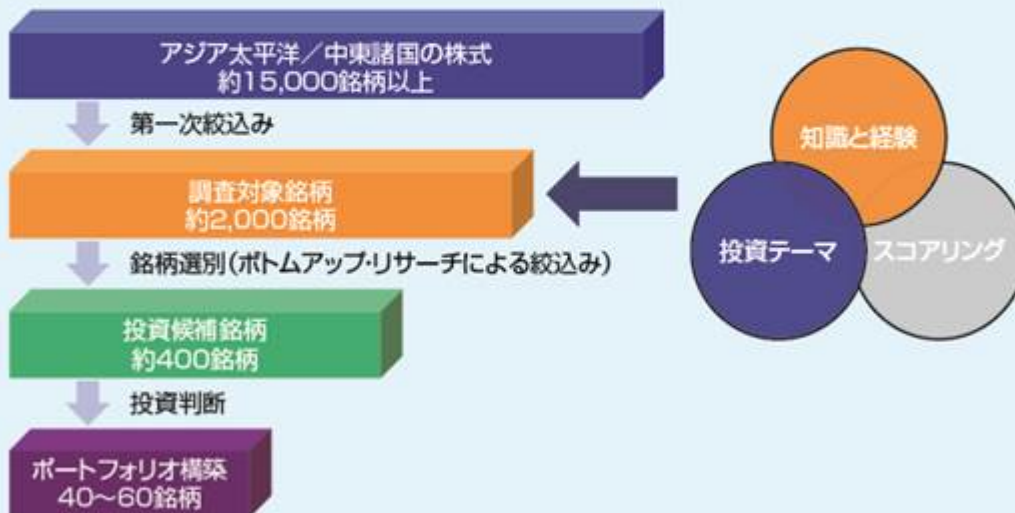 アジア太平洋／中東諸国の株式
約15,000銘柄以上
第一次絞込み
調査対象銘柄
約2,000銘柄
銘柄選別(ボトムアップ・リサーチによる絞込み)
投資候補銘柄
約400銘柄
投資判断
ポートフォリオ構築
40〜60銘柄
知識と経験
投資テーマ
スコアリング